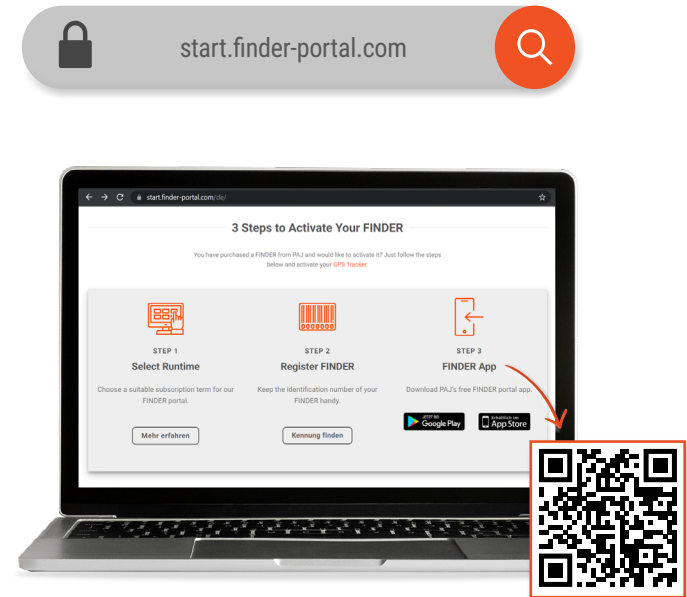 start.finder-portal.com
start.finder-portal.com/de/
3 Steps to Activate Your FINDER
You have purchased a FINDER from PAJ and would like to activate it? Just follow the steps
below and activate your GPS Tracker.
STEP 1
Select Runtime
Choose a suitable subscription term for our
FINDER portal.
Mehr erfahren
STEP 2
Register FINDER
Keep the identification number of your
FINDER handy.
Kennung finden
STEP 3
FINDER App
Download PAJ's free FINDER portal app.
JETZT BEI
Google Play
Erhältlich im
App Store